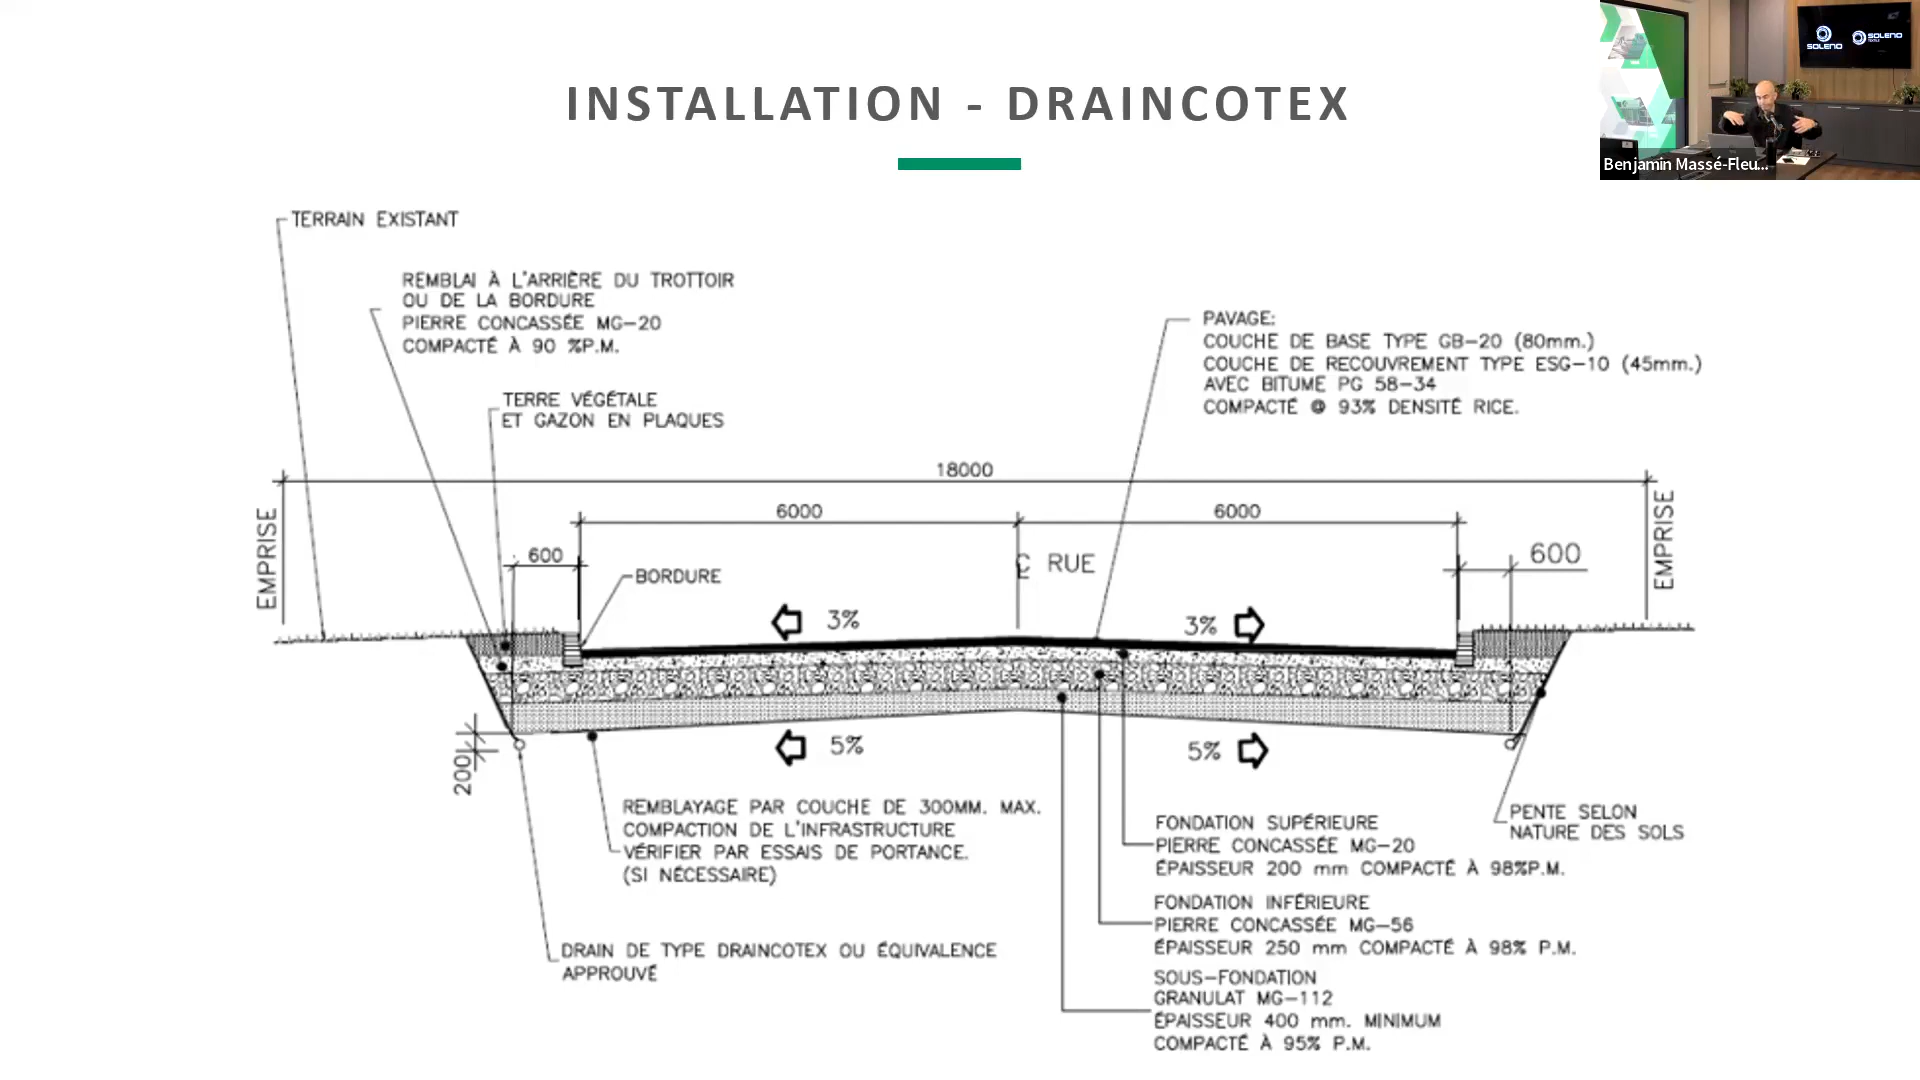 INSTALLATION - DRAINCOTEX
SOLENO
SOLENO
Benjamin Massé-Fleu...
TERRAIN EXISTANT
REMBLAI À L'ARRIÈRE DU TROTTOIR
OU DE LA BORDURE
PIERRE CONCASSÉE MG-20
COMPACTÉ À 90 %P.M.
TERRE VÉGÉTALE
ET GAZON EN PLAQUES
PAVAGE:
COUCHE DE BASE TYPE GB-20 (80mm.)
COUCHE DE RECOUVREMENT TYPE ESG-10 (45mm.)
AVEC BITUME PG 58-34
COMPACTÉ @ 93% DENSITÉ RICE.
18000
EMPRISE
EMPRISE
6000
6000
600
600
BORDURE
RUE
3%
3%
200
5%
5%
REMBLAYAGE PAR COUCHE DE 300MM. MAX.
COMPACTION DE L'INFRASTRUCTURE
VÉRIFIER PAR ESSAIS DE PORTANCE.
(SI NÉCESSAIRE)
PENTE SELON
NATURE DES SOLS
FONDATION SUPÉRIEURE
PIERRE CONCASSÉE MG-20
ÉPAISSEUR 200 mm COMPACTÉ À 98%P.M.
FONDATION INFÉRIEURE
PIERRE CONCASSÉE MG-56
ÉPAISSEUR 250 mm COMPACTÉ À 98% P.M.
DRAIN DE TYPE DRAINCOTEX OU ÉQUIVALENCE
APPROUVÉ
SOUS-FONDATION
GRANULAT MG-112
ÉPAISSEUR 400 mm. MINIMUM
COMPACTÉ À 95% P.M.